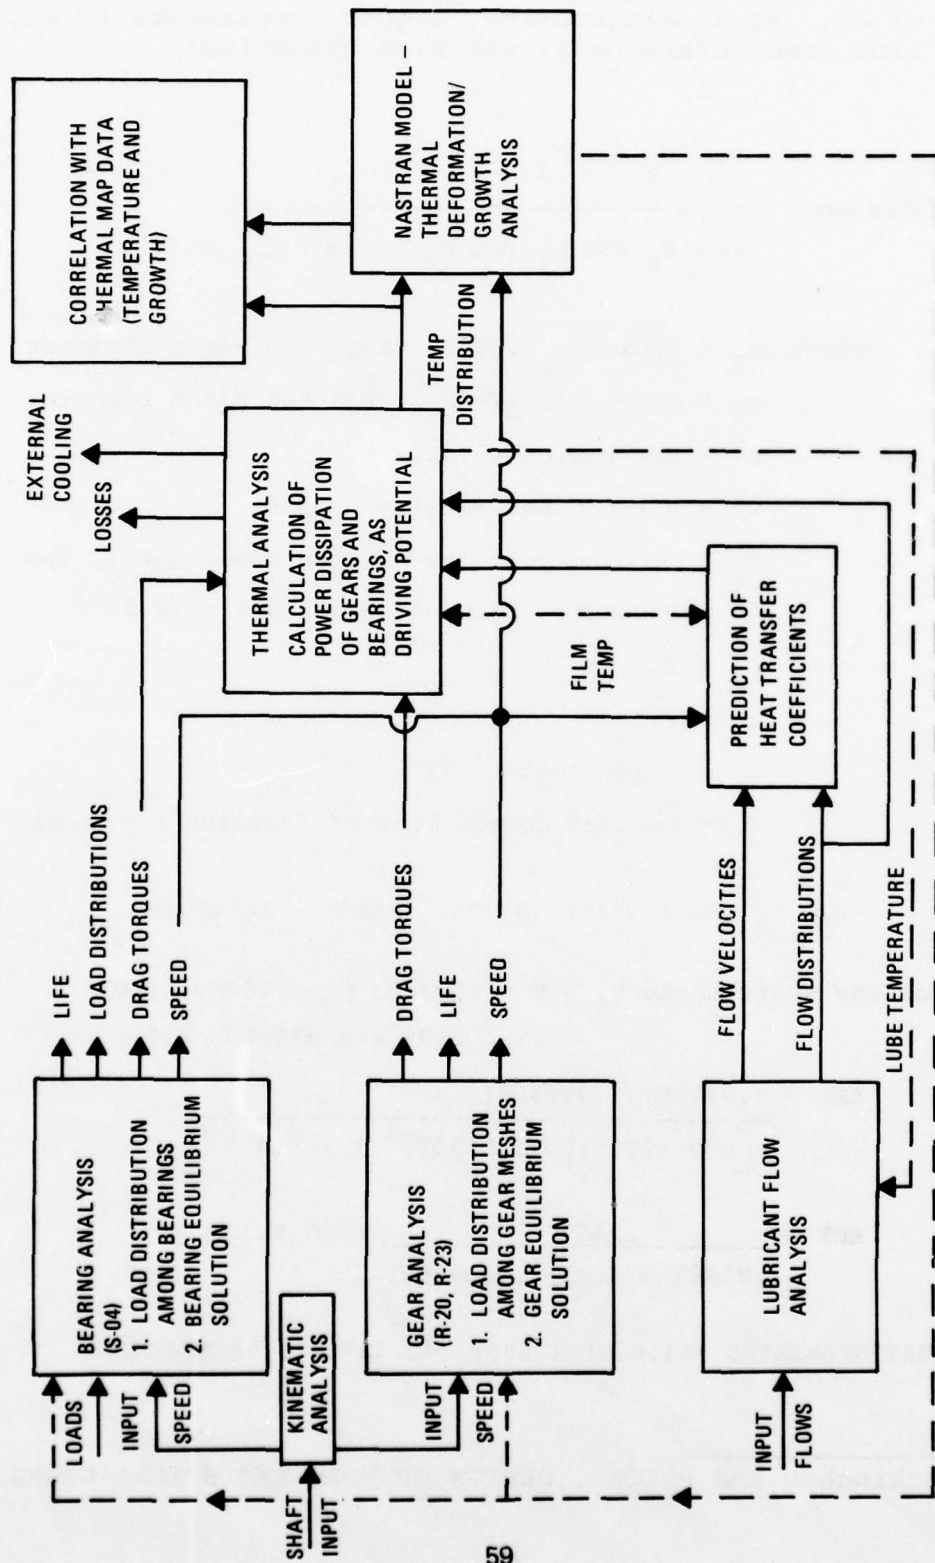 SHAFT
INPUT
LOADS
INPUT
SPEED
BEARING ANALYSIS
(S-04)
1. LOAD DISTRIBUTION
AMONG BEARINGS
2. BEARING EQUILIBRIUM
SOLUTION
LIFE
LOAD DISTRIBUTIONS
DRAG TORQUES
SPEED
KINEMATIC
ANALYSIS
INPUT
SPEED
GEAR ANALYSIS
(R-20, R-23)
1. LOAD DISTRIBUTION
AMONG GEAR MESHES
2. GEAR EQUILIBRIUM
SOLUTION
DRAG TORQUES
LIFE
SPEED
INPUT
FLOWS
LUBRICANT FLOW
ANALYSIS
FLOW VELOCITIES
FLOW DISTRIBUTIONS
LUBE TEMPERATURE
PREDICTION OF
HEAT TRANSFER
COEFFICIENTS
FILM
TEMP
THERMAL ANALYSIS
CALCULATION OF
POWER DISSIPATION
OF GEARS AND
BEARINGS, AS
DRIVING POTENTIAL
LOSSES
EXTERNAL
COOLING
TEMP
DISTRIBUTION
CORRELATION WITH
THERMAL MAP DATA
(TEMPERATURE AND
GROWTH)
NASTRAN MODEL
THERMAL
DEFORMATION/
GROWTH
ANALYSIS
59